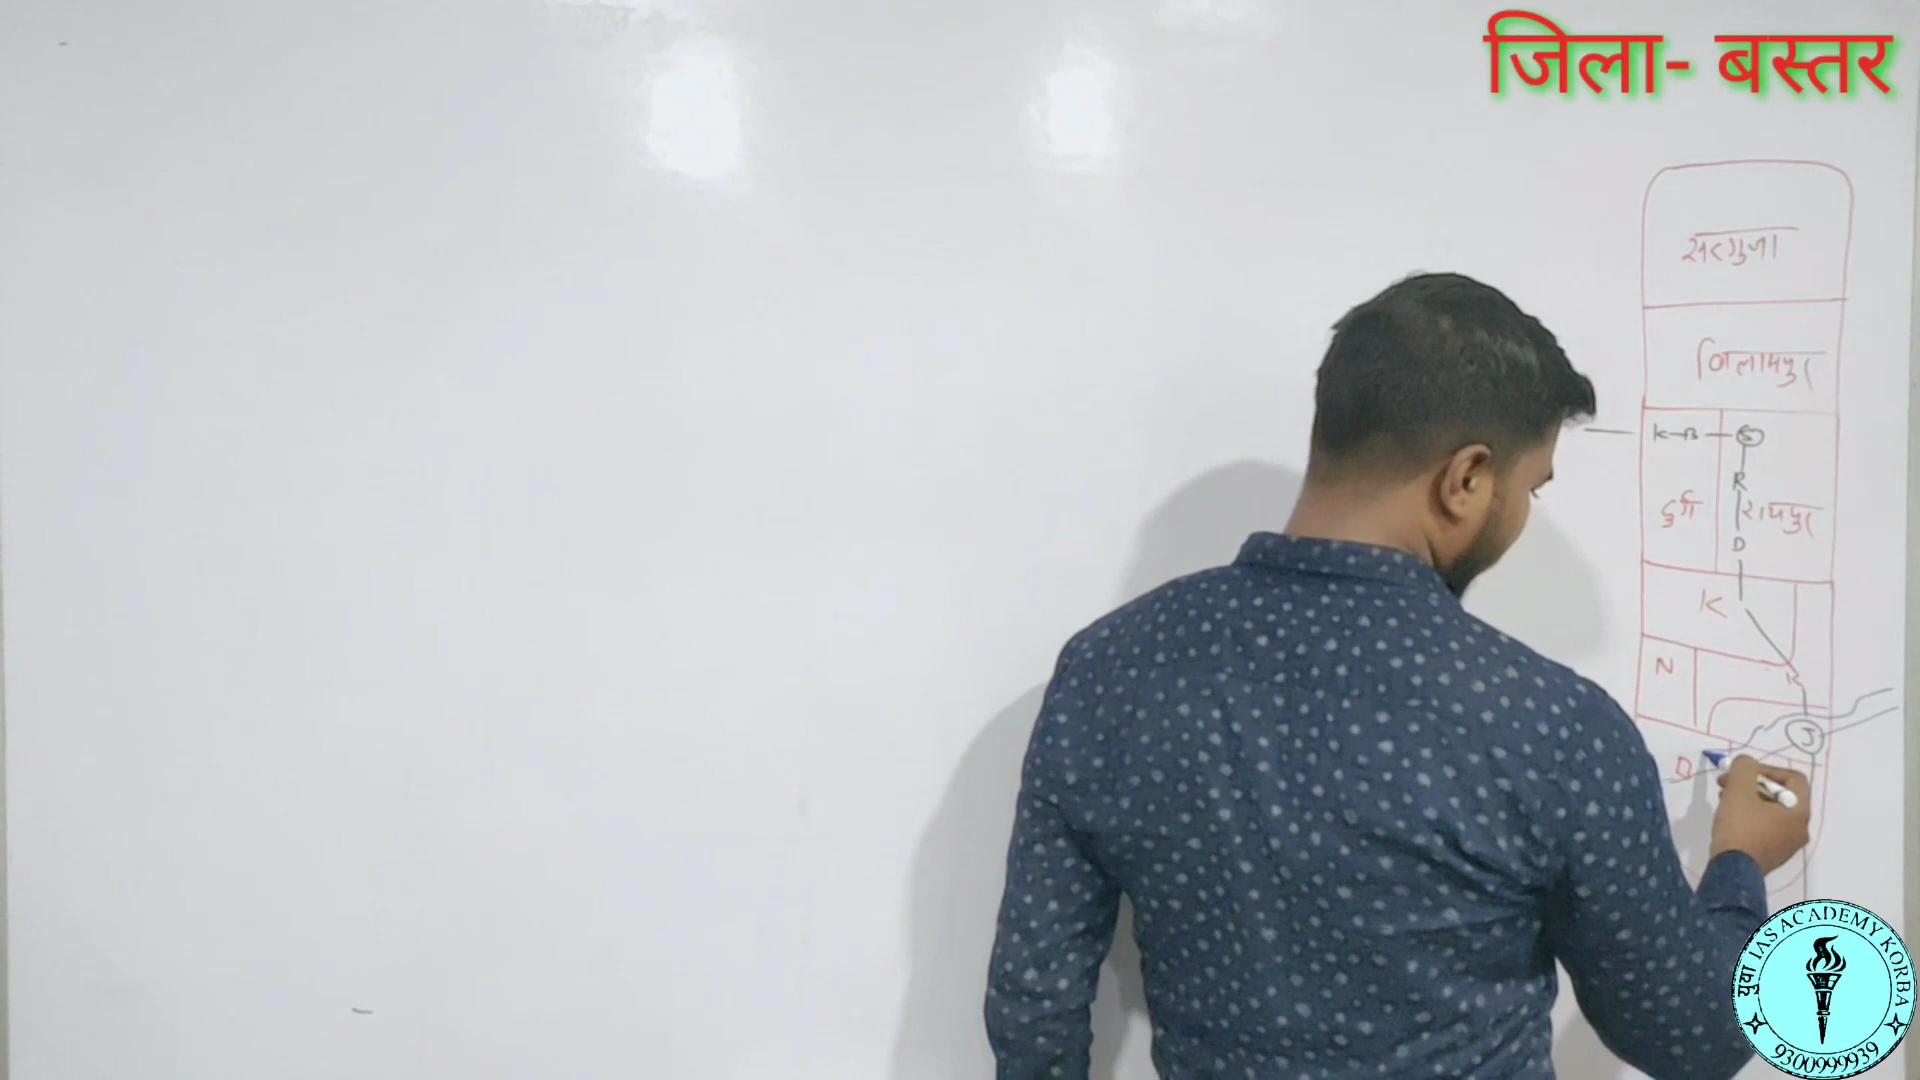 जिला- बस्तर
सरगुजा
बिलासपुर
K-B-S
R
दुर्ग रायपुर
D
K
N
K
J
B
युवा IAS ACADEMY KORBA
9300999939